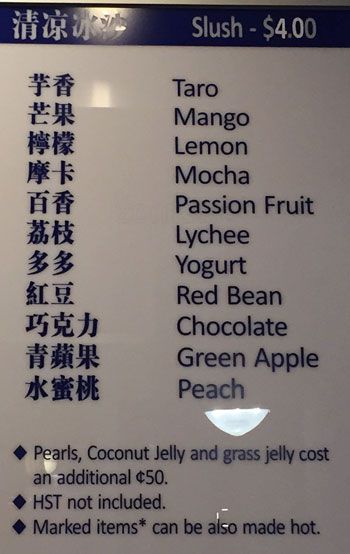 清凉冰沙 Slush - $4.00
芋香 Taro
芒果 Mango
檸檬 Lemon
摩卡 Mocha
百香 Passion Fruit
荔枝 Lychee
多多 Yogurt
紅豆 Red Bean
巧克力 Chocolate
青蘋果 Green Apple
水蜜桃 Peach
◆ Pearls, Coconut Jelly and grass jelly cost
an additional ¢50.
◆ HST not included.
◆ Marked items* can be also made hot.